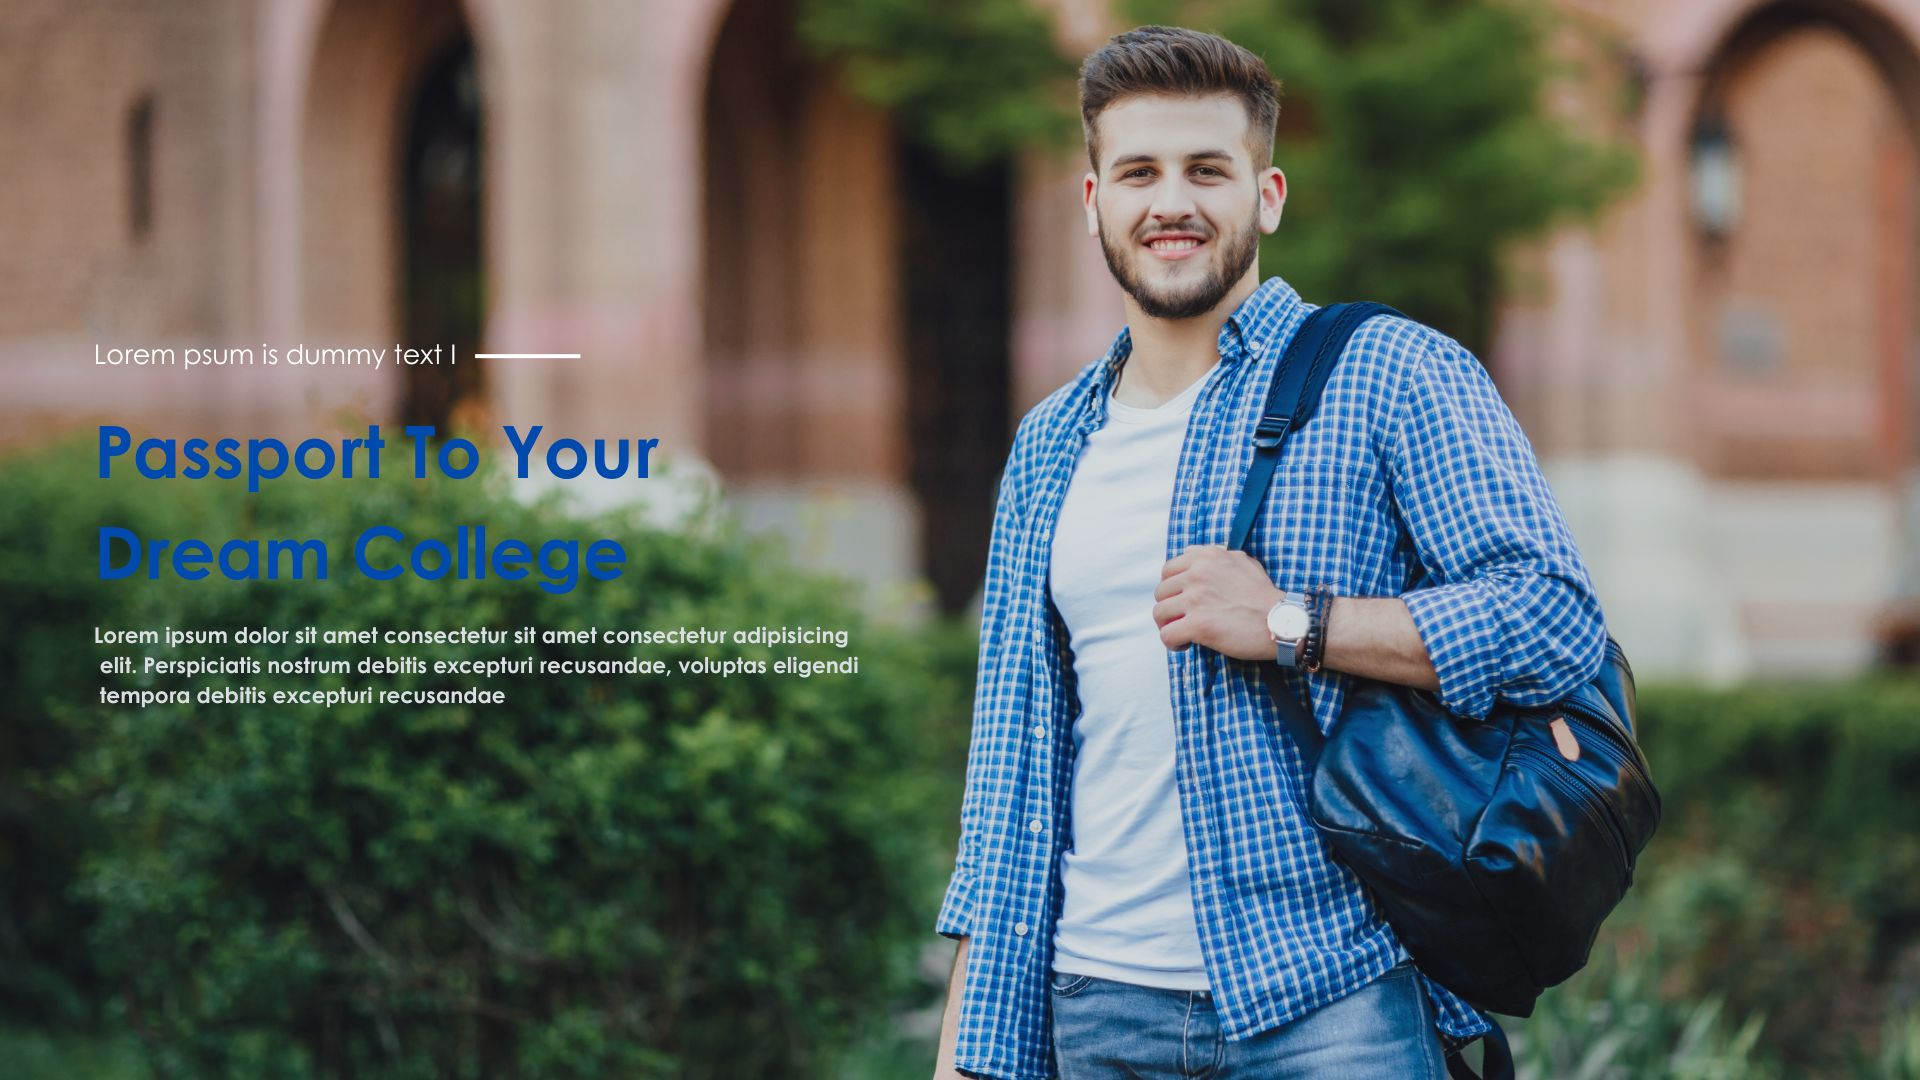 Lorem psum is dummy text I
Passport To Your
Dream College
Lorem ipsum dolor sit amet consectetur sit amet consectetur adipisicing
elit. Perspiciatis nostrum debitis excepturi recusandae, voluptas eligendi
tempora debitis excepturi recusandae